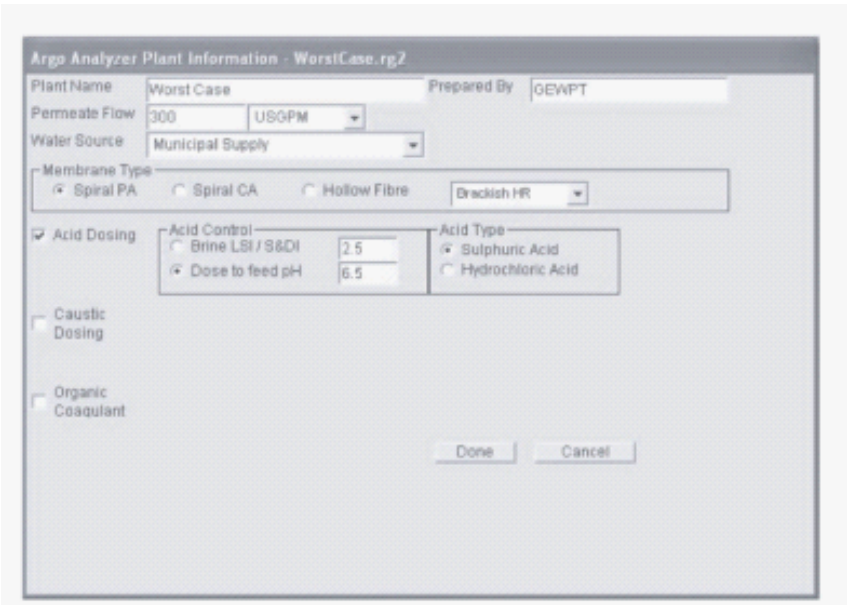 Argo Analyzer Plant Information - WorstCase.rg2
Plant Name Worst Case Prepared By GEWPT
Permeate Flow 300 USGPM
Water Source Municipal Supply
Membrane Type
Spiral PA Spiral CA Hollow Fibre Brackish HR
Acid Dosing Acid Control Acid Type
Brine LSI / S&DI 2.5 Sulphuric Acid
Dose to feed pH 6.5 Hydrochloric Acid
Caustic
Dosing
Organic
Coagulant
Done Cancel